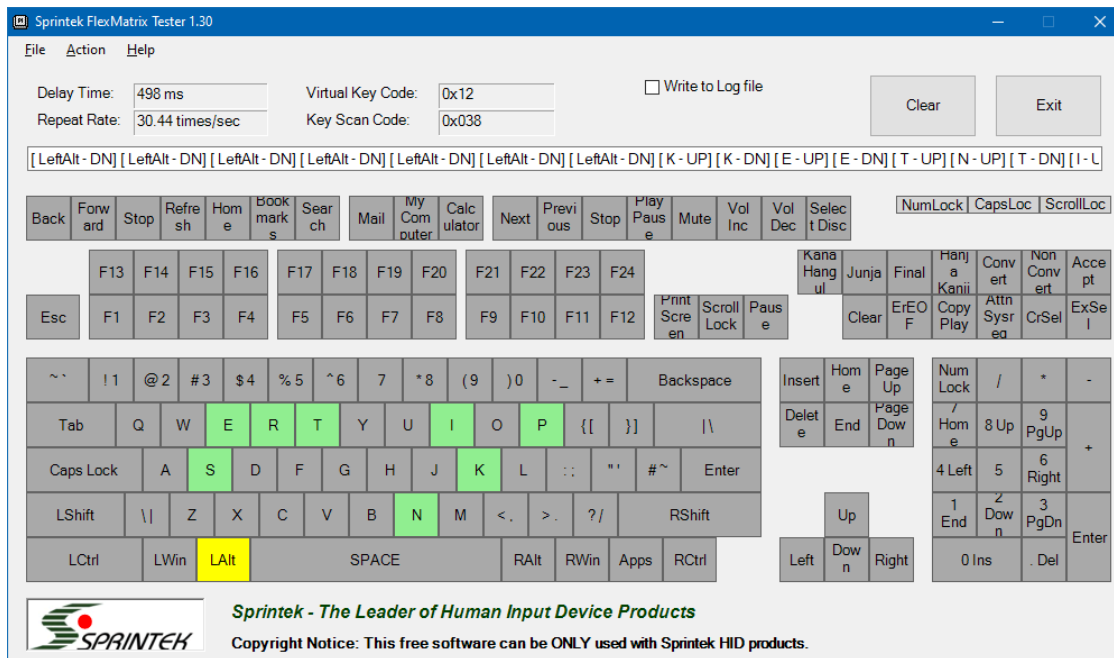 Sprintek FlexMatrix Tester 1.30
File Action Help
Delay Time: 498 ms Virtual Key Code: 0x12 Write to Log file Clear Exit
Repeat Rate: 30.44 times/sec Key Scan Code: 0x038
[ LeftAlt - DN] [ LeftAlt - DN] [ LeftAlt - DN] [ LeftAlt - DN] [ LeftAlt - DN] [ LeftAlt - DN] [ LeftAlt - DN] [ K - UP] [ K - DN] [ E - UP] [ E - DN] [ T - UP] [ N - UP] [ T - DN] [ I - U
Back Forward Stop Refresh Home Bookmarks Search Mail My Computer Calculator Next Previous Stop Play Pause Mute Vol Inc Vol Dec Select Disc NumLock CapsLoc ScrollLoc
F13 F14 F15 F16 F17 F18 F19 F20 F21 F22 F23 F24 Kana Hangul Junja Final Hanja Kanji Convert Non Convert Accept
Esc F1 F2 F3 F4 F5 F6 F7 F8 F9 F10 F11 F12 Print Screen Scroll Lock Pause Clear ErEOF Copy Play Attn Sysreq CrSel ExSel
~ ` ! 1 @ 2 # 3 $ 4 % 5 ^ 6 7 * 8 ( 9 ) 0 - _ + = Backspace Insert Home Page Up Num Lock / * -
Tab Q W E R T Y U I O P { [ } ] | \ Delete End Page Down 7 Home 8 Up 9 PgUp +
Caps Lock A S D F G H J K L : ; " ' # ~ Enter 4 Left 5 6 Right
LShift \ | Z X C V B N M < , > . ? / RShift Up 1 End 2 Down 3 PgDn Enter
LCtrl LWin LAlt SPACE RAlt RWin Apps RCtrl Left Down Right 0 Ins . Del
SPRINTEK Sprintek - The Leader of Human Input Device Products
Copyright Notice: This free software can be ONLY used with Sprintek HID products.